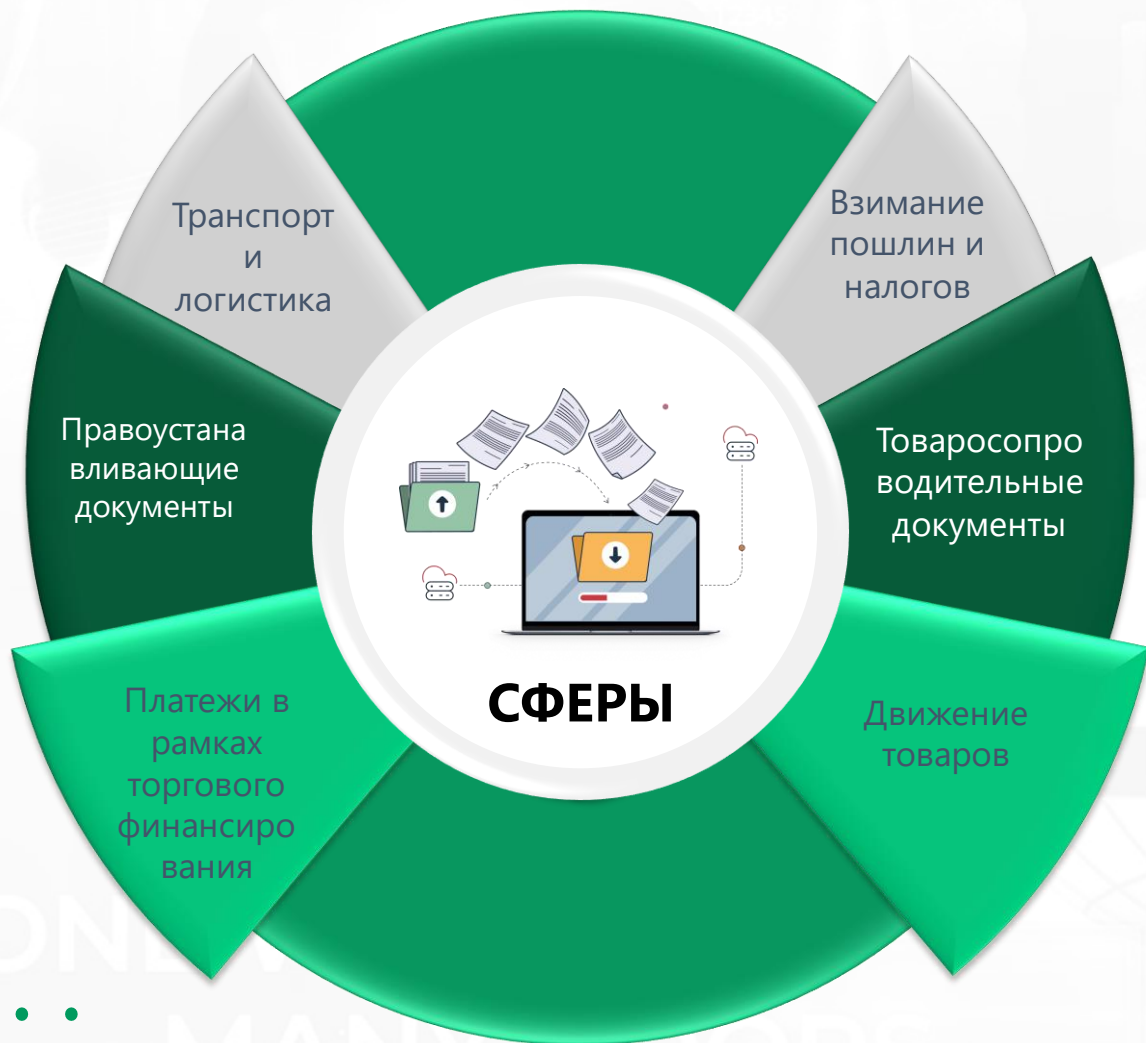 Транспорт
и
логистика
Взимание
пошлин и
налогов
Правоустана
вливающие
документы
Товаросопро
водительные
документы
СФЕРЫ
Платежи в
рамках
торгового
финансиро
вания
Движение
товаров